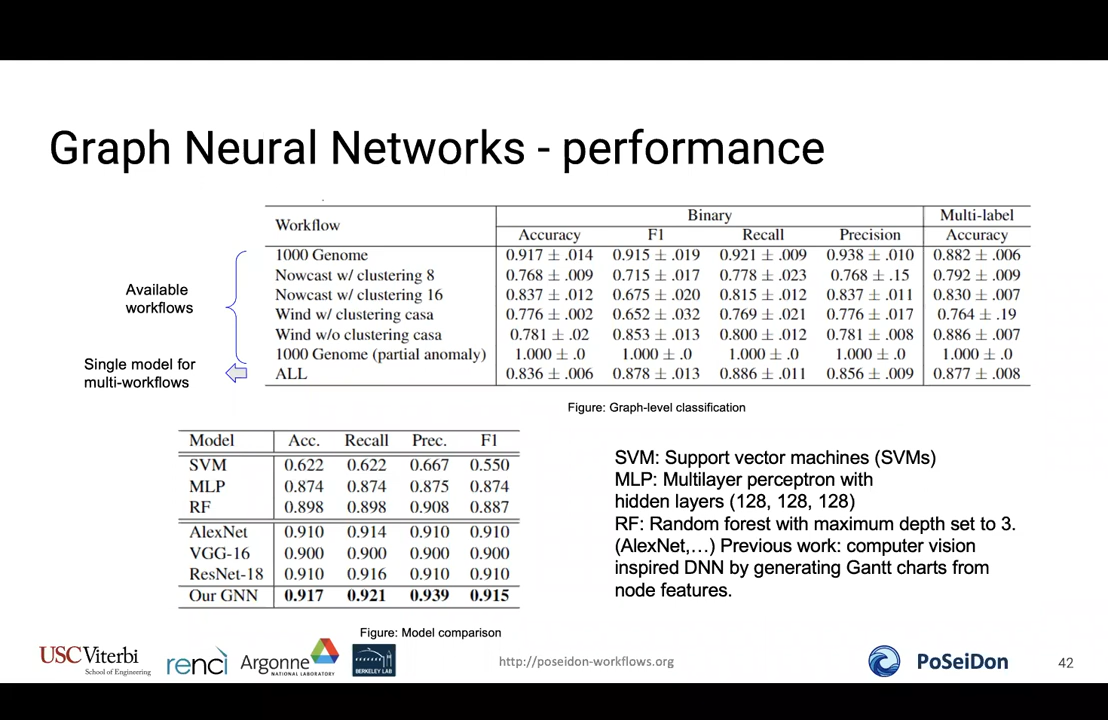 Graph Neural Networks - performance
Workflow Binary Multi-label
Accuracy F1 Recall Precision Accuracy
1000 Genome 0.917 ± .014 0.915 ± .019 0.921 ± .009 0.938 ± .010 0.882 ± .006
Nowcast w/ clustering 8 0.768 ± .009 0.715 ± .017 0.778 ± .023 0.768 ± .15 0.792 ± .009
Nowcast w/ clustering 16 0.837 ± .012 0.675 ± .020 0.815 ± .012 0.837 ± .011 0.830 ± .007
Wind w/ clustering casa 0.776 ± .002 0.652 ± .032 0.769 ± .021 0.776 ± .017 0.764 ± .19
Wind w/o clustering casa 0.781 ± .02 0.853 ± .013 0.800 ± .012 0.781 ± .008 0.886 ± .007
1000 Genome (partial anomaly) 1.000 ± .0 1.000 ± .0 1.000 ± .0 1.000 ± .0 1.000 ± .0
ALL 0.836 ± .006 0.878 ± .013 0.886 ± .011 0.856 ± .009 0.877 ± .008
Available
workflows
Single model for
multi-workflows
Figure: Graph-level classification
Model Acc. Recall Prec. F1
SVM 0.622 0.622 0.667 0.550
MLP 0.874 0.874 0.875 0.874
RF 0.898 0.898 0.908 0.887
AlexNet 0.910 0.914 0.910 0.910
VGG-16 0.900 0.900 0.900 0.900
ResNet-18 0.910 0.916 0.910 0.910
Our GNN 0.917 0.921 0.939 0.915
Figure: Model comparison
SVM: Support vector machines (SVMs)
MLP: Multilayer perceptron with
hidden layers (128, 128, 128)
RF: Random forest with maximum depth set to 3.
(AlexNet,…) Previous work: computer vision
inspired DNN by generating Gantt charts from
node features.
USC Viterbi
School of Engineering
renci
Argonne
NATIONAL LABORATORY
BERKELEY LAB
http://poseidon-workflows.org
PoSeiDon
42